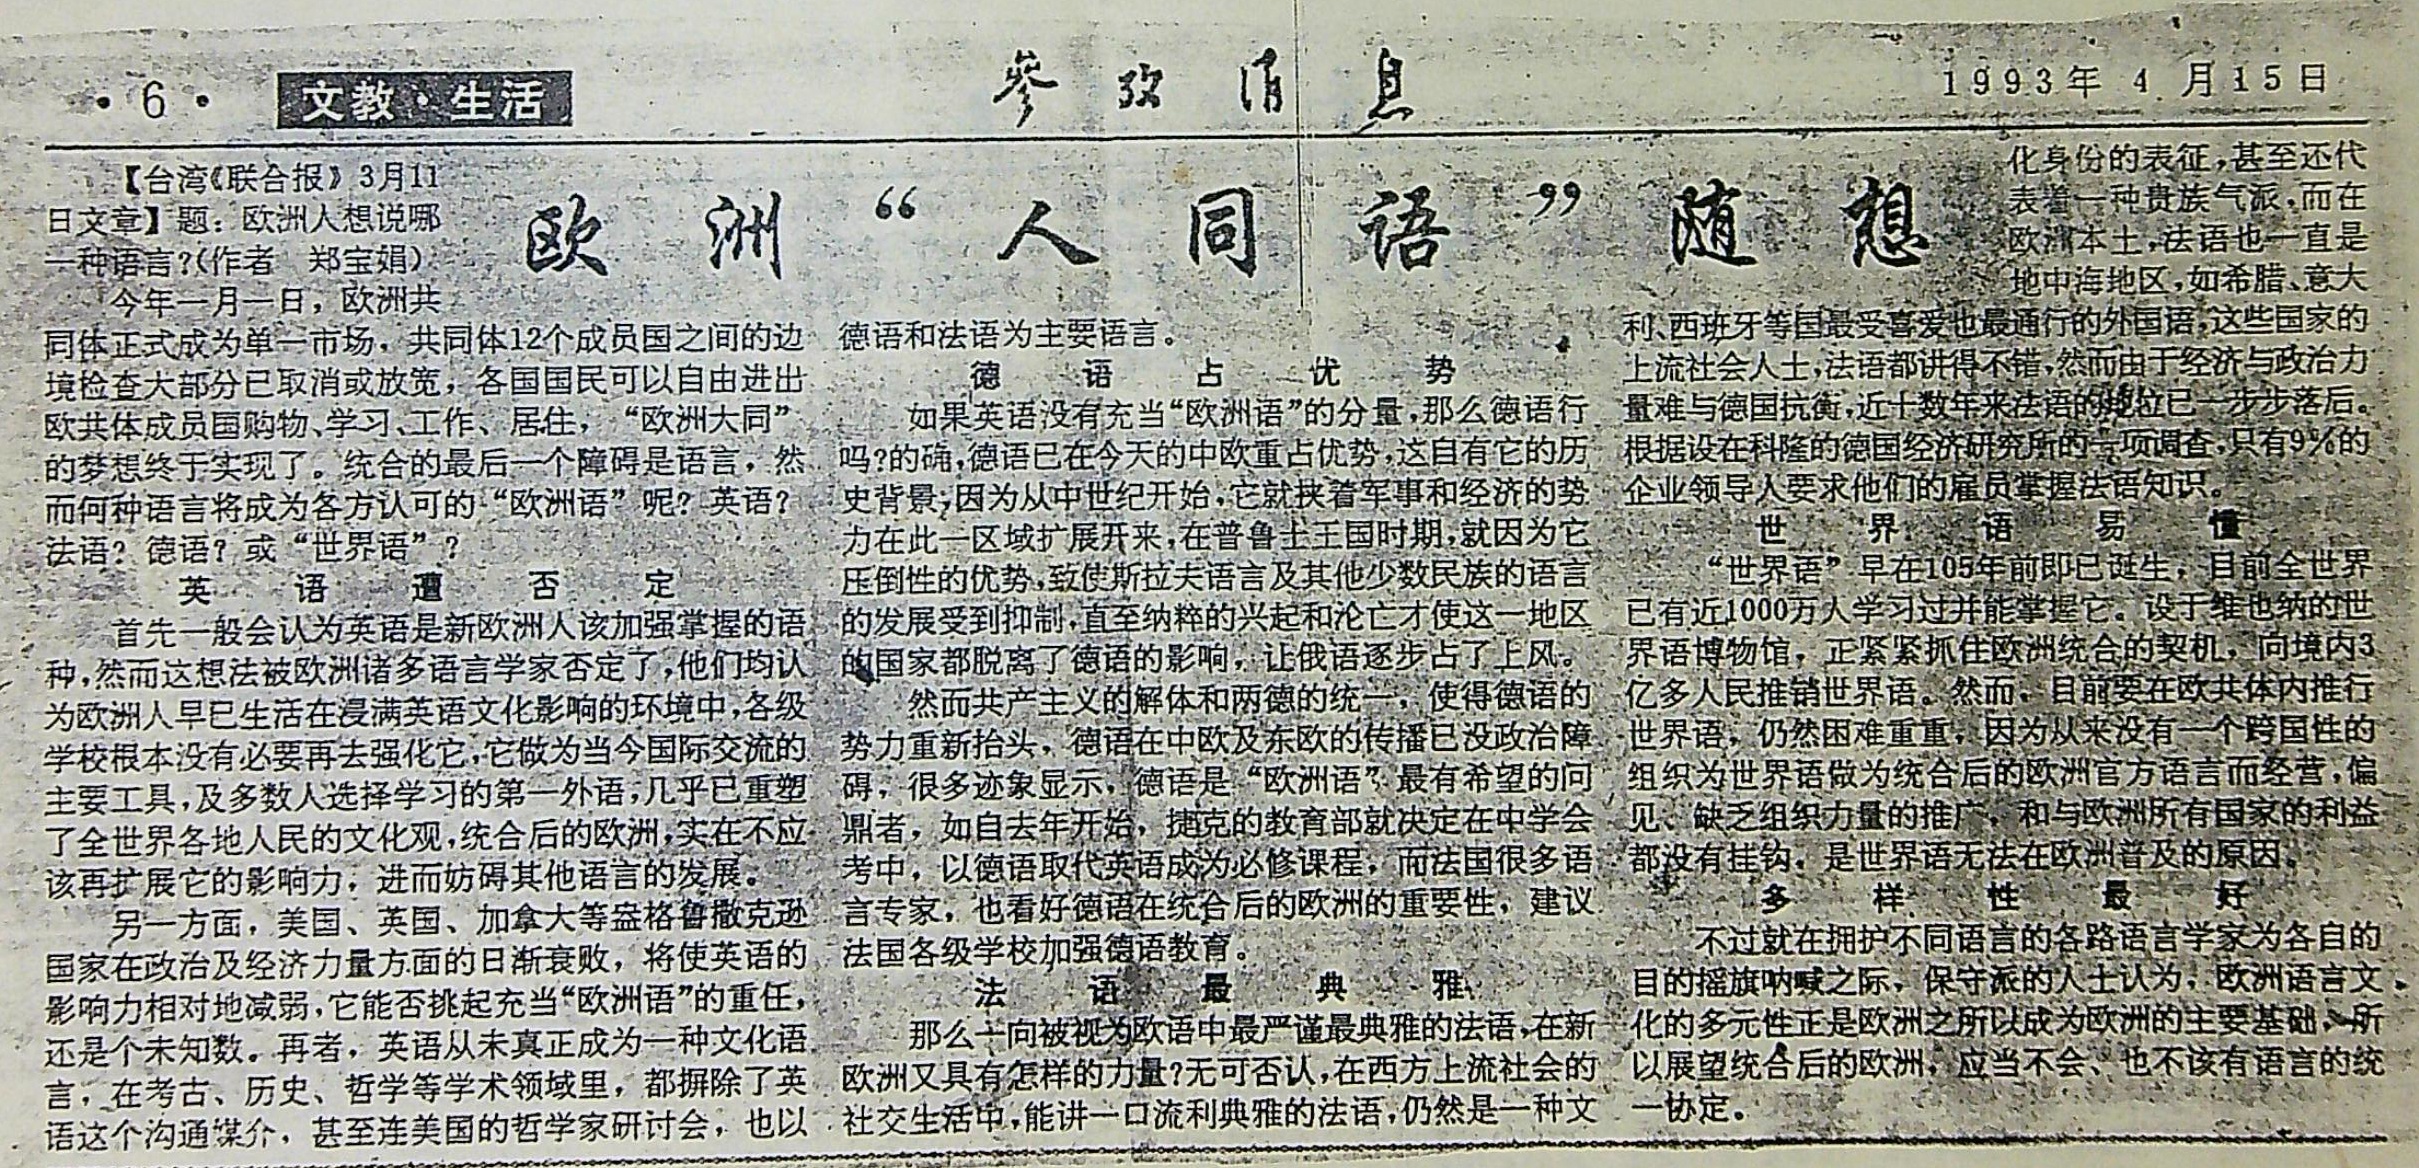 ·6·
文教、生活
参考消息
1993年4月15日
欧洲“人同语”随想
【台湾《联合报》3月11
日文章】题：欧洲人想说哪
一种语言？（作者　郑宝娟）
今年一月一日，欧洲共
同体正式成为单一市场，共同体12个成员国之间的边
境检查大部分已取消或放宽，各国国民可以自由进出
欧共体成员国购物、学习、工作、居住，“欧洲大同”
的梦想终于实现了。统合的最后一个障碍是语言，然
而何种语言将成为各方认可的“欧洲语”呢？英语？
法语？德语？或“世界语”？
英语遭否定
首先一般会认为英语是新欧洲人该加强掌握的语
种，然而这想法被欧洲诸多语言学家否定了，他们均认
为欧洲人早已生活在浸满英语文化影响的环境中，各级
学校根本没有必要再去强化它，它做为当今国际交流的
主要工具，及多数人选择学习的第一外语，几乎已重塑
了全世界各地人民的文化观，统合后的欧洲，实在不应
该再扩展它的影响力，进而妨碍其他语言的发展。
另一方面，美国、英国、加拿大等盎格鲁撒克逊
国家在政治及经济力量方面的日渐衰败，将使英语的
影响力相对地减弱，它能否挑起充当“欧洲语”的重任，
还是个未知数。再者，英语从未真正成为一种文化语
言，在考古、历史、哲学等学术领域里，都摒除了英
语这个沟通媒介，甚至连美国的哲学家研讨会，也以
德语和法语为主要语言。
德语占优势
如果英语没有充当“欧洲语”的分量，那么德语行
吗？的确，德语已在今天的中欧重占优势，这自有它的历
史背景，因为从中世纪开始，它就挟着军事和经济的势
力在此一区域扩展开来，在普鲁士王国时期，就因为它
压倒性的优势，致使斯拉夫语言及其他少数民族的语言
的发展受到抑制，直至纳粹的兴起和沦亡才使这一地区
的国家都脱离了德语的影响，让俄语逐步占了上风。
然而共产主义的解体和两德的统一，使得德语的
势力重新抬头，德语在中欧及东欧的传播已没政治障
碍，很多迹象显示，德语是“欧洲语”最有希望的问
鼎者，如自去年开始，捷克的教育部就决定在中学会
考中，以德语取代英语成为必修课程，而法国很多语
言专家，也看好德语在统合后的欧洲的重要性，建议
法国各级学校加强德语教育。
法语最典雅
那么一向被视为欧语中最严谨最典雅的法语，在新
欧洲又具有怎样的力量？无可否认，在西方上流社会的
社交生活中，能讲一口流利典雅的法语，仍然是一种文
化身份的表征，甚至还代
表着一种贵族气派，而在
欧洲本土，法语也一直是
地中海地区，如希腊、意大
利、西班牙等国最受喜爱也最通行的外国语，这些国家的
上流社会人士，法语都讲得不错，然而由于经济与政治力
量难与德国抗衡，近十数年来法语的地位已一步步落后。
根据设在科隆的德国经济研究所的一项调查，只有9％的
企业领导人要求他们的雇员掌握法语知识。
世界语易懂
“世界语”早在105年前即已诞生，目前全世界
已有近1000万人学习过并能掌握它。设于维也纳的世
界语博物馆，正紧紧抓住欧洲统合的契机，向境内3
亿多人民推销世界语。然而，目前要在欧共体内推行
世界语，仍然困难重重，因为从来没有一个跨国性的
组织为世界语做为统合后的欧洲官方语言而经营，偏
见、缺乏组织力量的推广，和与欧洲所有国家的利益
都没有挂钩，是世界语无法在欧洲普及的原因。
多样性最好
不过就在拥护不同语言的各路语言学家为各自的
目的摇旗呐喊之际，保守派的人士认为，欧洲语言文
化的多元性正是欧洲之所以成为欧洲的主要基础，所
以展望统合后的欧洲，应当不会、也不该有语言的统
一协定。